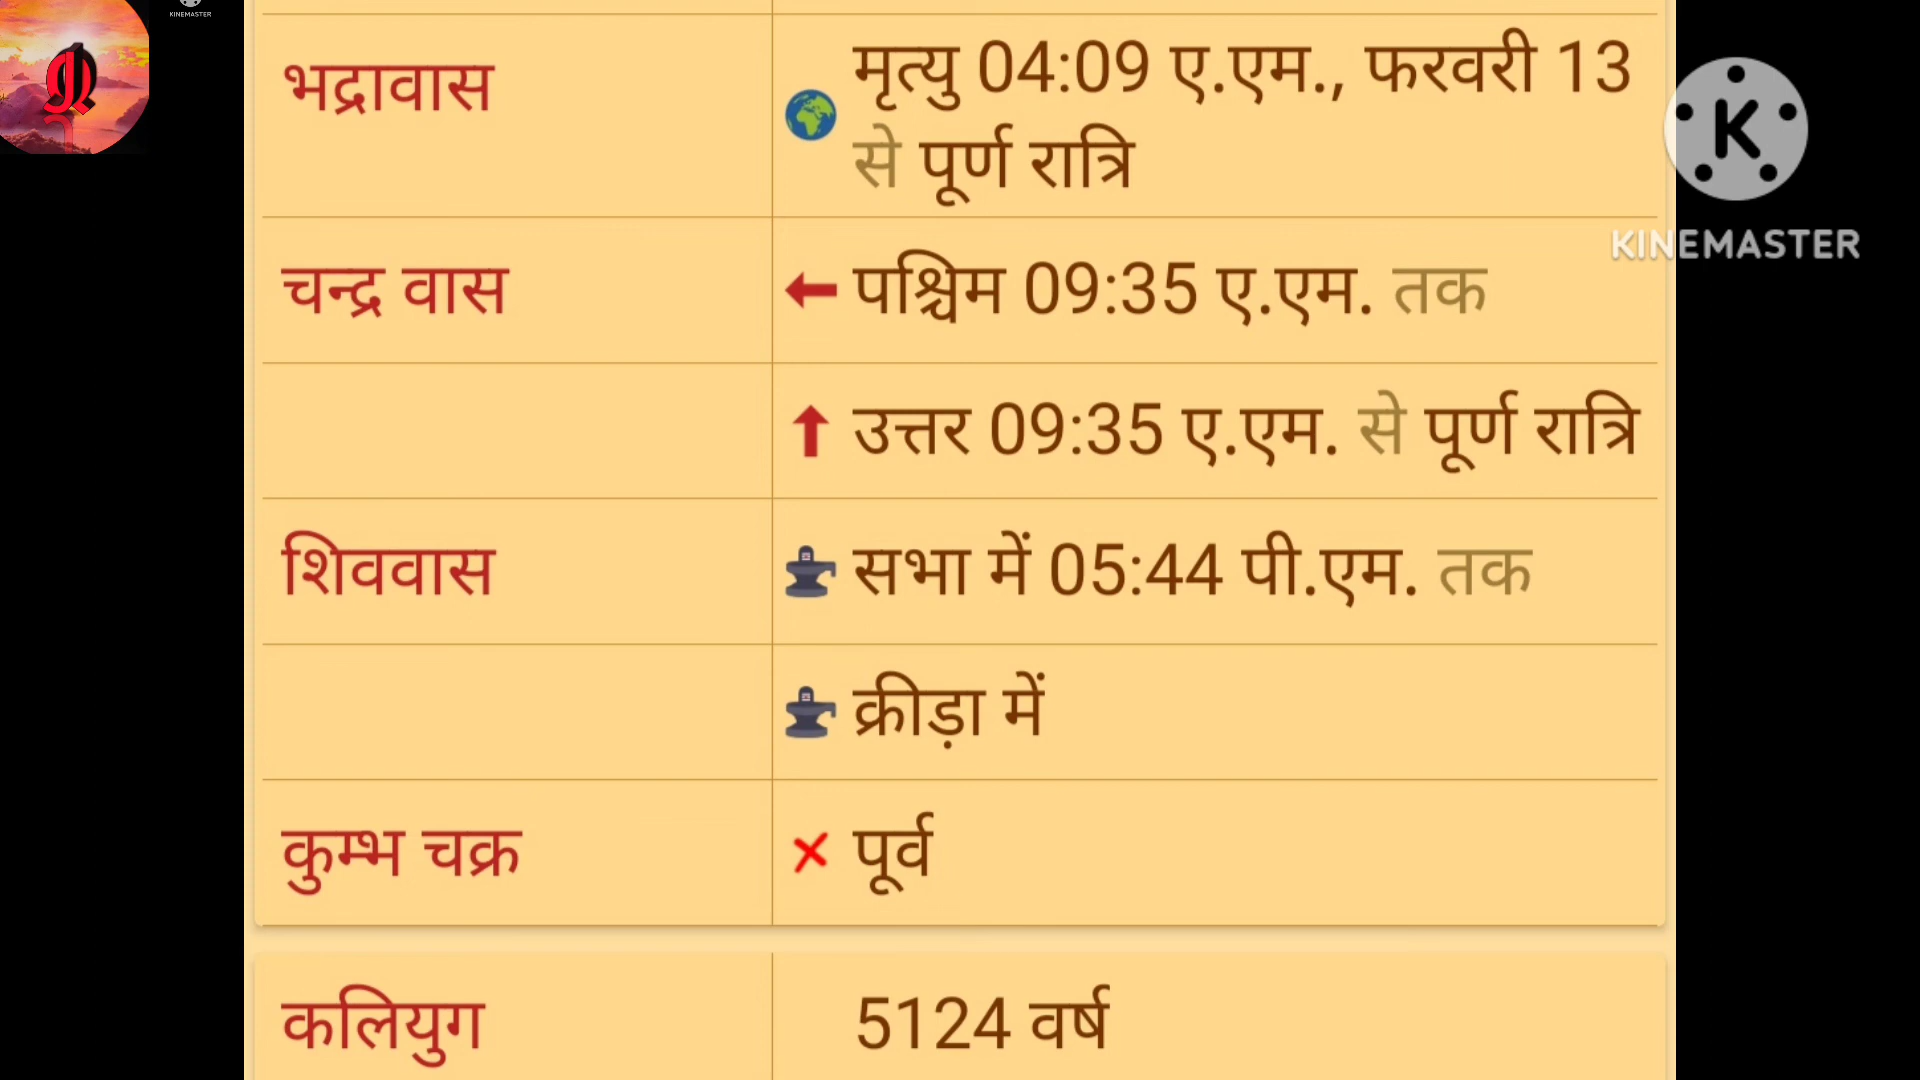 KINEMASTER
भद्रावास
मृत्यु 04:09 ए.एम., फरवरी 13
से पूर्ण रात्रि
K
KINEMASTER
चन्द्र वास
पश्चिम 09:35 ए.एम. तक
उत्तर 09:35 ए.एम. से पूर्ण रात्रि
शिववास
सभा में 05:44 पी.एम. तक
क्रीड़ा में
कुम्भ चक्र
पूर्व
कलियुग
5124 वर्ष